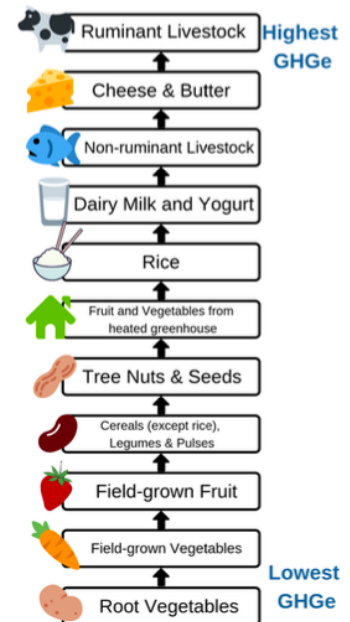 Ruminant Livestock
Highest
GHGe
Cheese & Butter
Non-ruminant Livestock
Dairy Milk and Yogurt
Rice
Fruit and Vegetables from
heated greenhouse
Tree Nuts & Seeds
Cereals (except rice),
Legumes & Pulses
Field-grown Fruit
Field-grown Vegetables
Lowest
GHGe
Root Vegetables